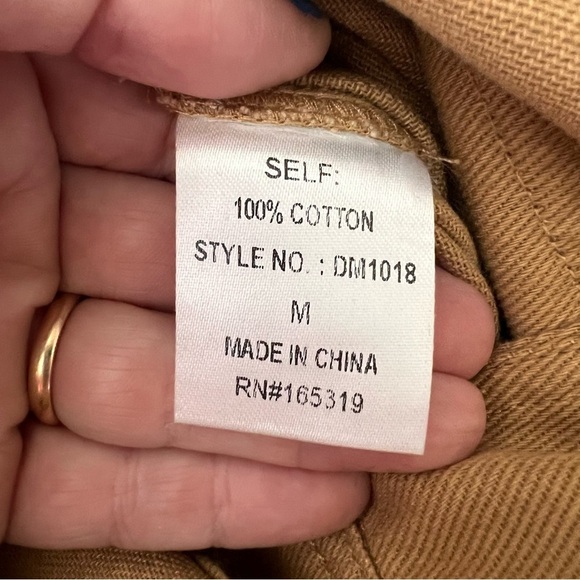 SELF:
100% COTTON
STYLE NO. : DM1018
M
MADE IN CHINA
RN#165319